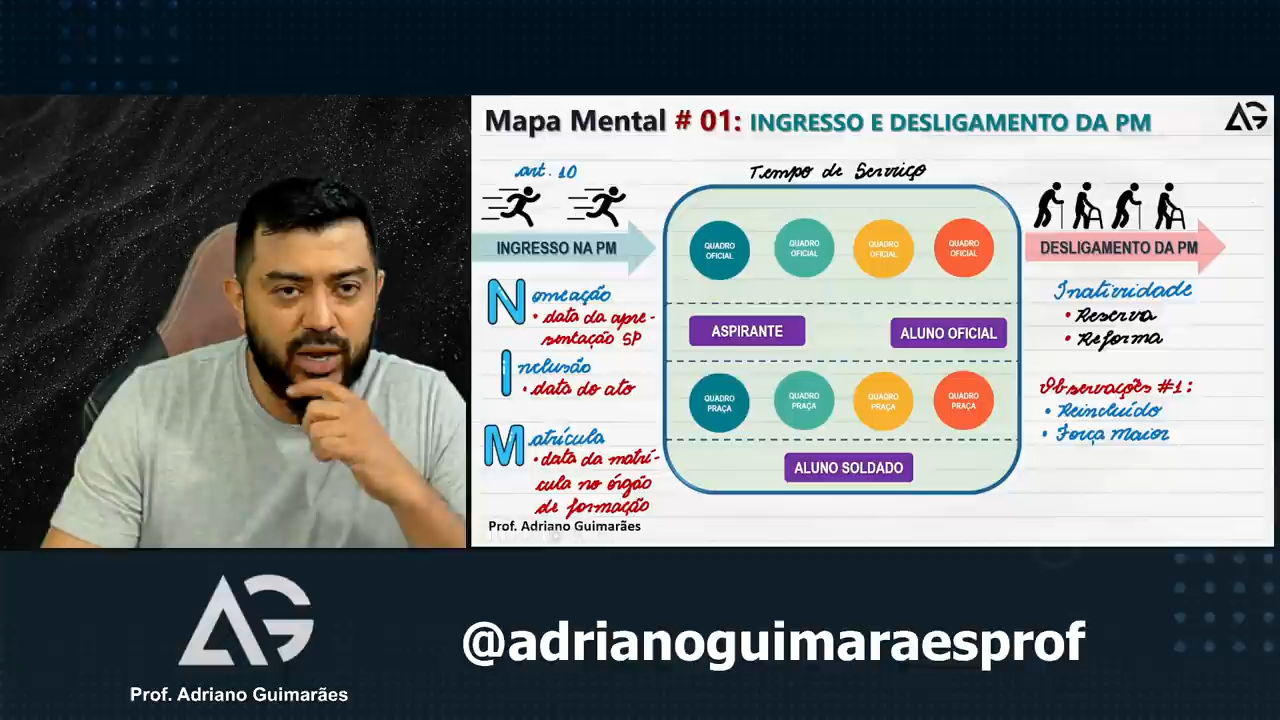 Mapa Mental # 01: INGRESSO E DESLIGAMENTO DA PM
AG
art. 10
INGRESSO NA PM
Nomeação
• data da apre-
sentação SP
Inclusão
• data do ato
Matrícula
• data da matrí-
cula no órgão
de formação
Prof. Adriano Guimarães
Tempo de Serviço
QUADRO
OFICIAL
QUADRO
OFICIAL
QUADRO
OFICIAL
QUADRO
OFICIAL
ASPIRANTE
ALUNO OFICIAL
QUADRO
PRAÇA
QUADRO
PRAÇA
QUADRO
PRAÇA
QUADRO
PRAÇA
ALUNO SOLDADO
DESLIGAMENTO DA PM
Inatividade
• Reserva
• Reforma
Observações #1:
• Reincluído
• Força Maior
AG
Prof. Adriano Guimarães
@adrianoguimaraesprof